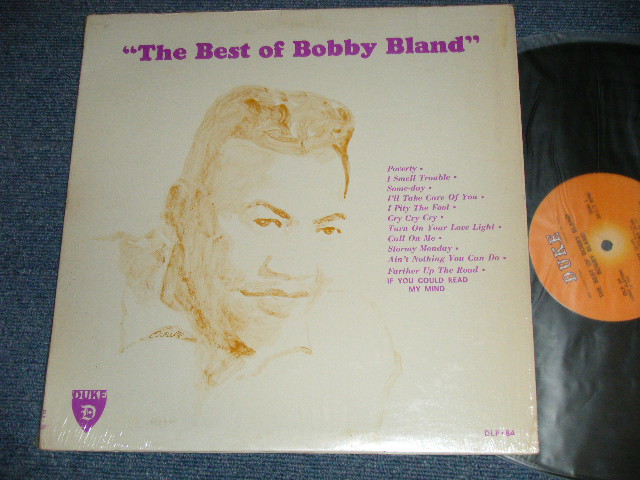 “The Best of Bobby Bland”
Poverty •
I Smell Trouble •
Some-day •
I'll Take Care Of You •
I Pity The Fool •
Cry Cry Cry •
Turn On Your Love Light •
Call On Me •
Stormy Monday •
Ain't Nothing You Can Do •
Farther Up The Road •
IF YOU COULD READ
MY MIND
DUKE
D
DLP-84
DUKE